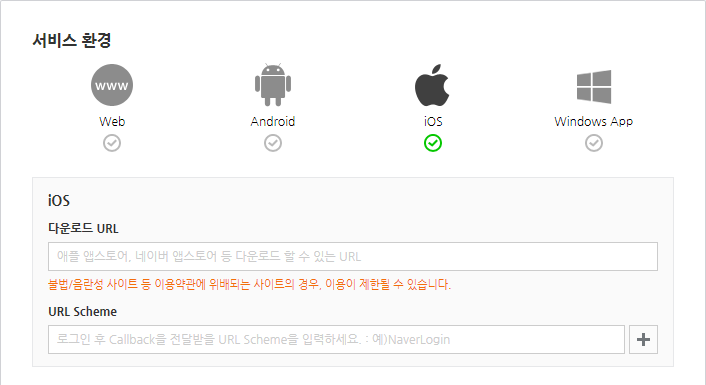 서비스 환경
www
Web
Android
iOS
Windows App
iOS
다운로드 URL
애플 앱스토어, 네이버 앱스토어 등 다운로드 할 수 있는 URL
불법/음란성 사이트 등 이용약관에 위배되는 사이트의 경우, 이용이 제한될 수 있습니다.
URL Scheme
로그인 후 Callback을 전달받을 URL Scheme을 입력하세요. : 예)NaverLogin